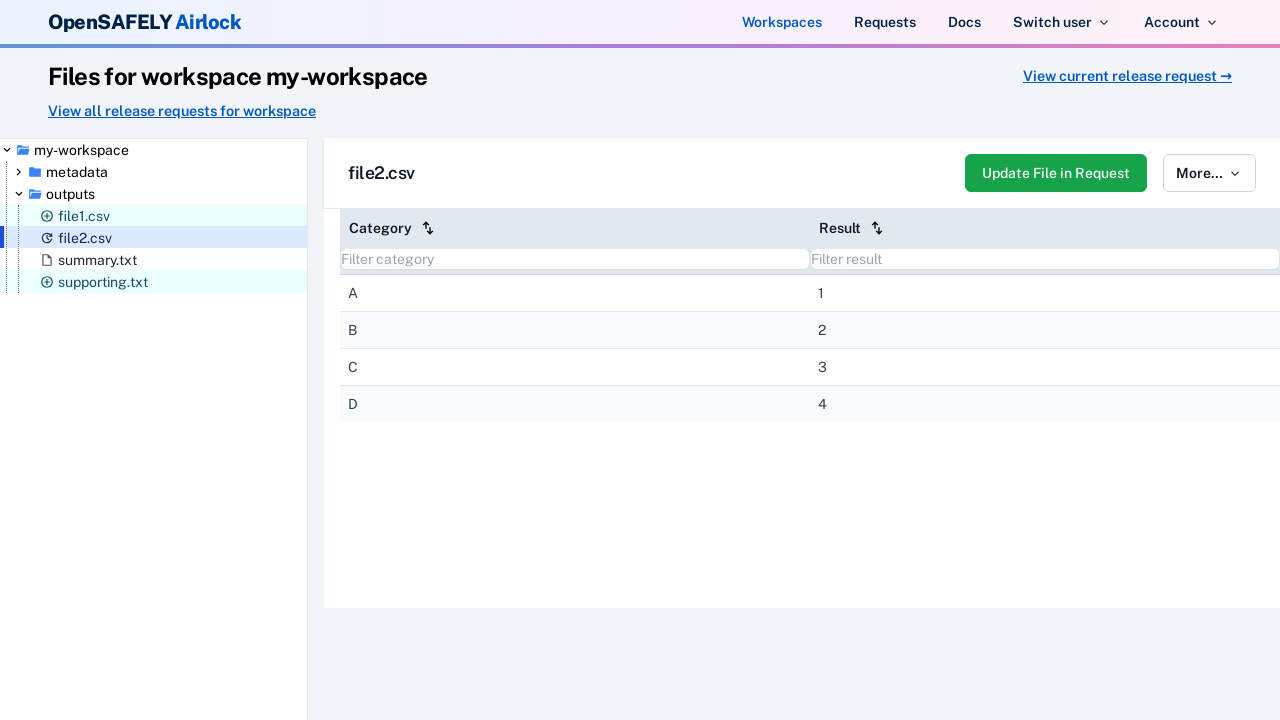 OpenSAFELY Airlock
Workspaces Requests Docs Switch user Account
Files for workspace my-workspace
View current release request →
View all release requests for workspace
my-workspace
metadata
outputs
file1.csv
file2.csv
summary.txt
supporting.txt
file2.csv
Update File in Request More...
Category Result
Filter category Filter result
A 1
B 2
C 3
D 4